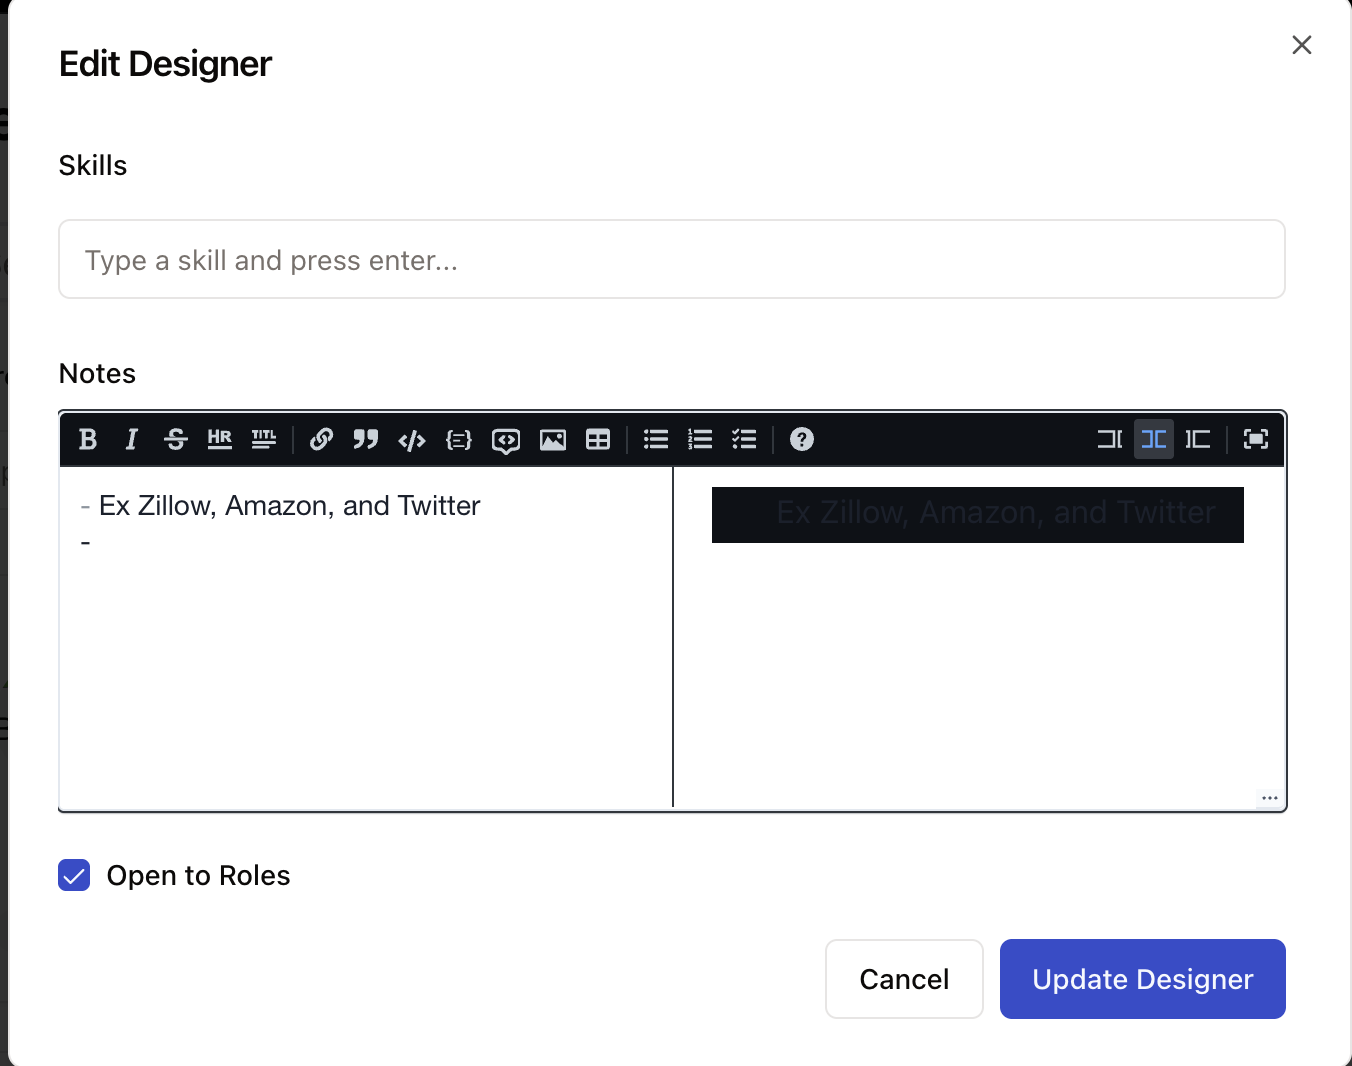 Edit Designer
Skills
Type a skill and press enter...
Notes
B I S HR TITL
- Ex Zillow, Amazon, and Twitter
-
Ex Zillow, Amazon, and Twitter
Open to Roles
Cancel
Update Designer